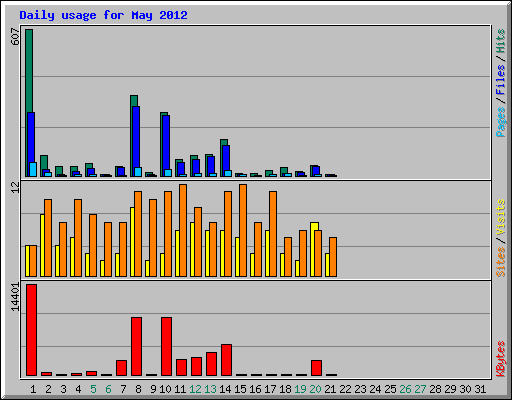 Daily usage for May 2012
607
Pages / Files / Hits
12
Sites / Visits
14401
KBytes
1 2 3 4 5 6 7 8 9 10 11 12 13 14 15 16 17 18 19 20 21 22 23 24 25 26 27 28 29 30 31